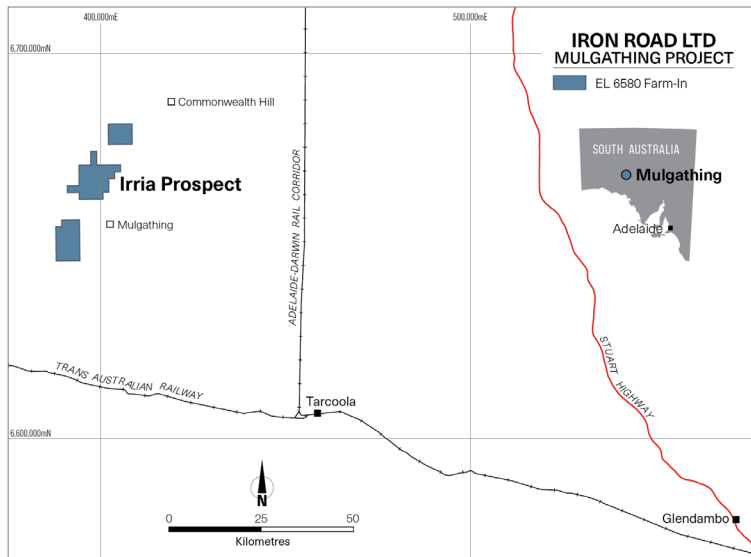 400,000mE
500,000mE
6,700,000mN
IRON ROAD LTD
MULGATHING PROJECT
EL 6580 Farm-In
Commonwealth Hill
SOUTH AUSTRALIA
Irria Prospect
Mulgathing
Adelaide
Mulgathing
ADELAIDE-DARWIN RAIL CORRIDOR
STUART HIGHWAY
TRANS AUSTRALIAN RAILWAY
Tarcoola
6,600,000mN
N
Glendambo
0 25 50
Kilometres